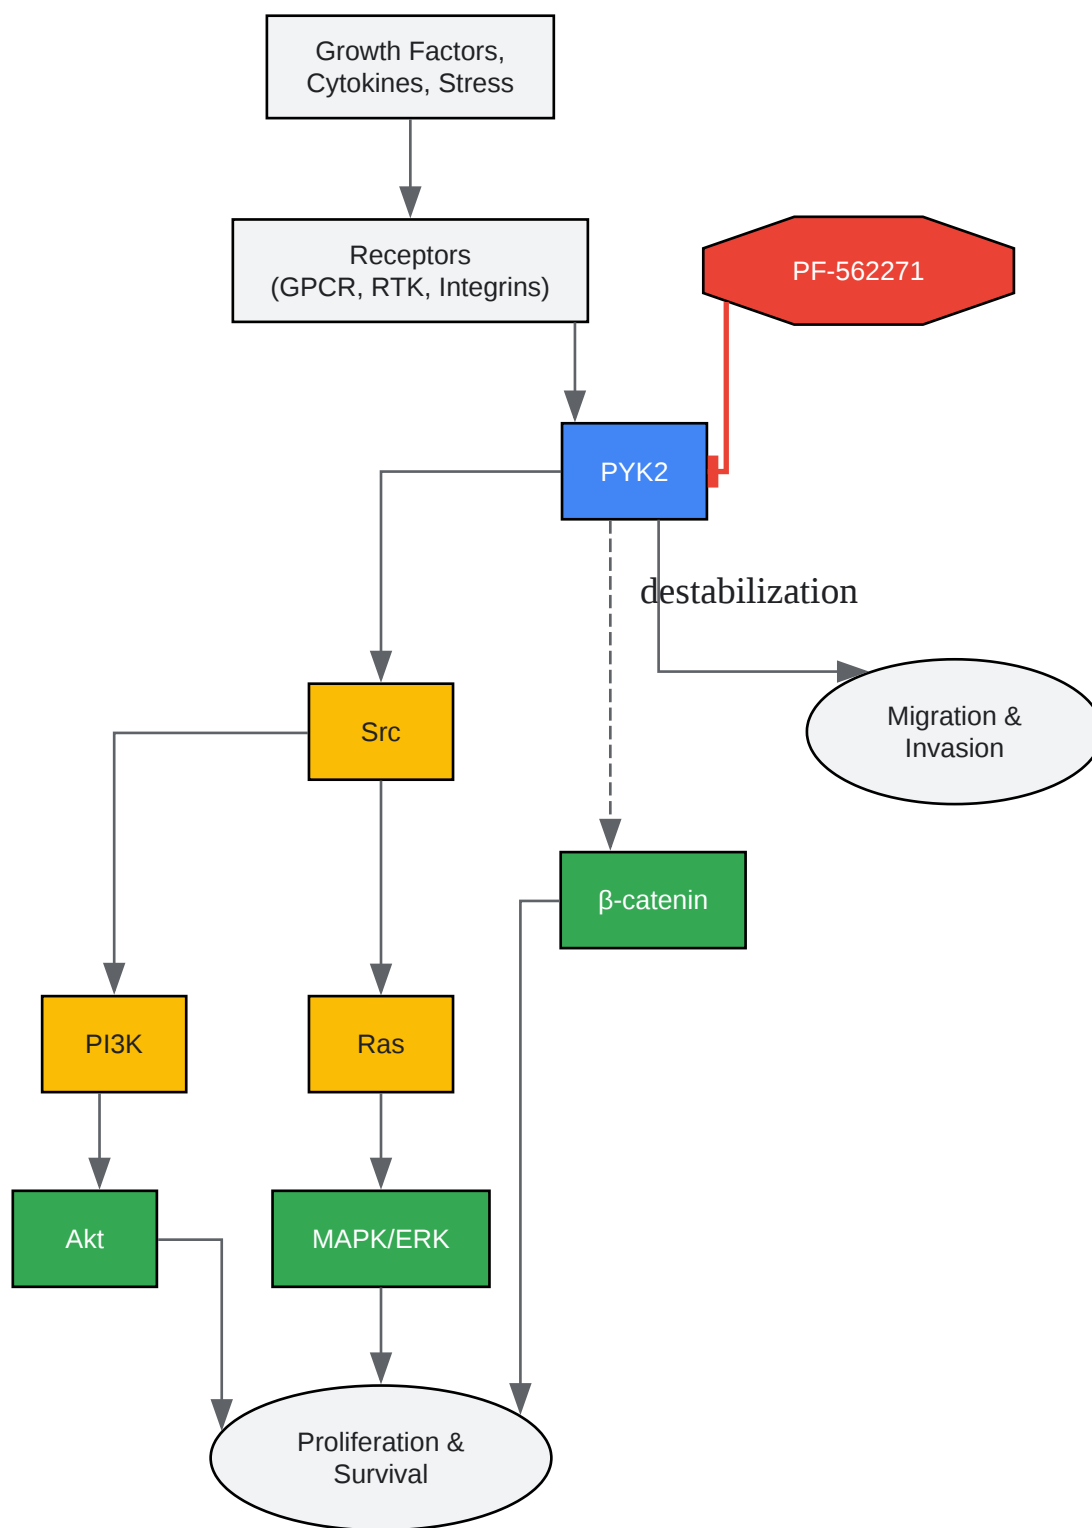 Growth Factors,
Cytokines, Stress
Receptors
(GPCR, RTK, Integrins)
PF-562271
PYK2
destabilization
Src
Migration &
Invasion
β-catenin
PI3K
Ras
Akt
MAPK/ERK
Proliferation &
Survival